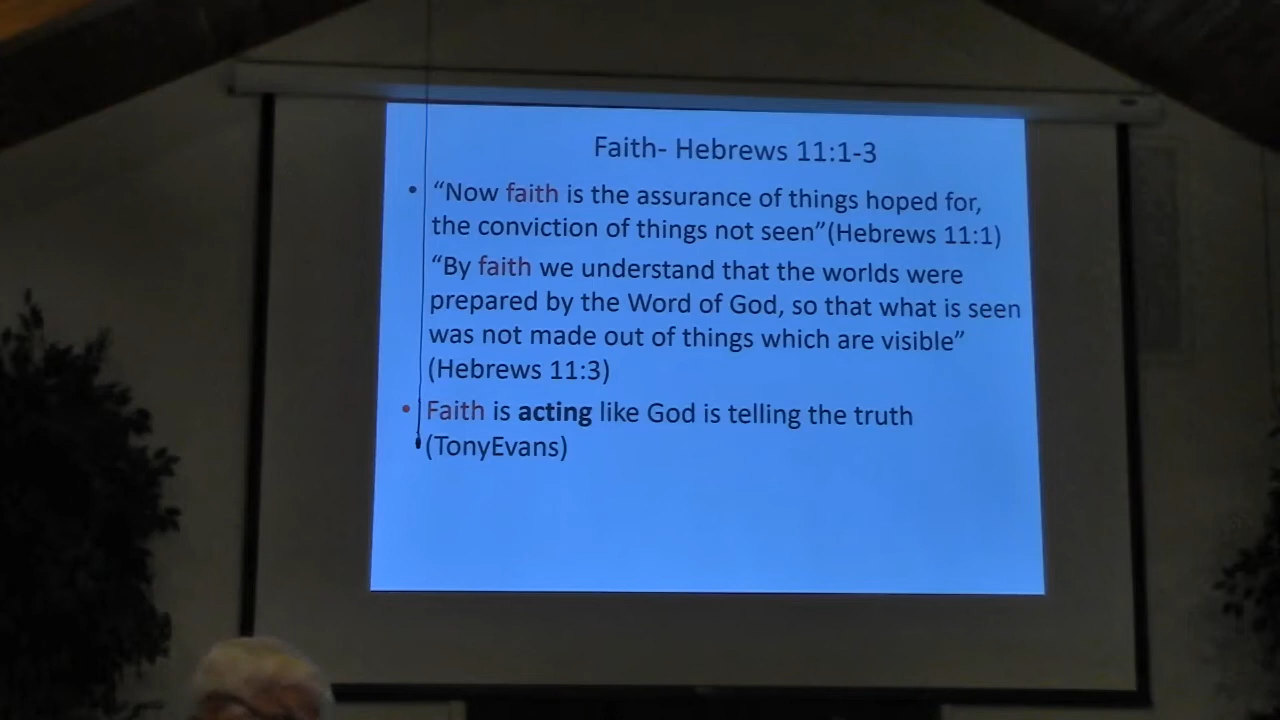 Faith- Hebrews 11:1-3
• “Now faith is the assurance of things hoped for,
the conviction of things not seen”(Hebrews 11:1)
“By faith we understand that the worlds were
prepared by the Word of God, so that what is seen
was not made out of things which are visible”
(Hebrews 11:3)
• Faith is acting like God is telling the truth
(TonyEvans)